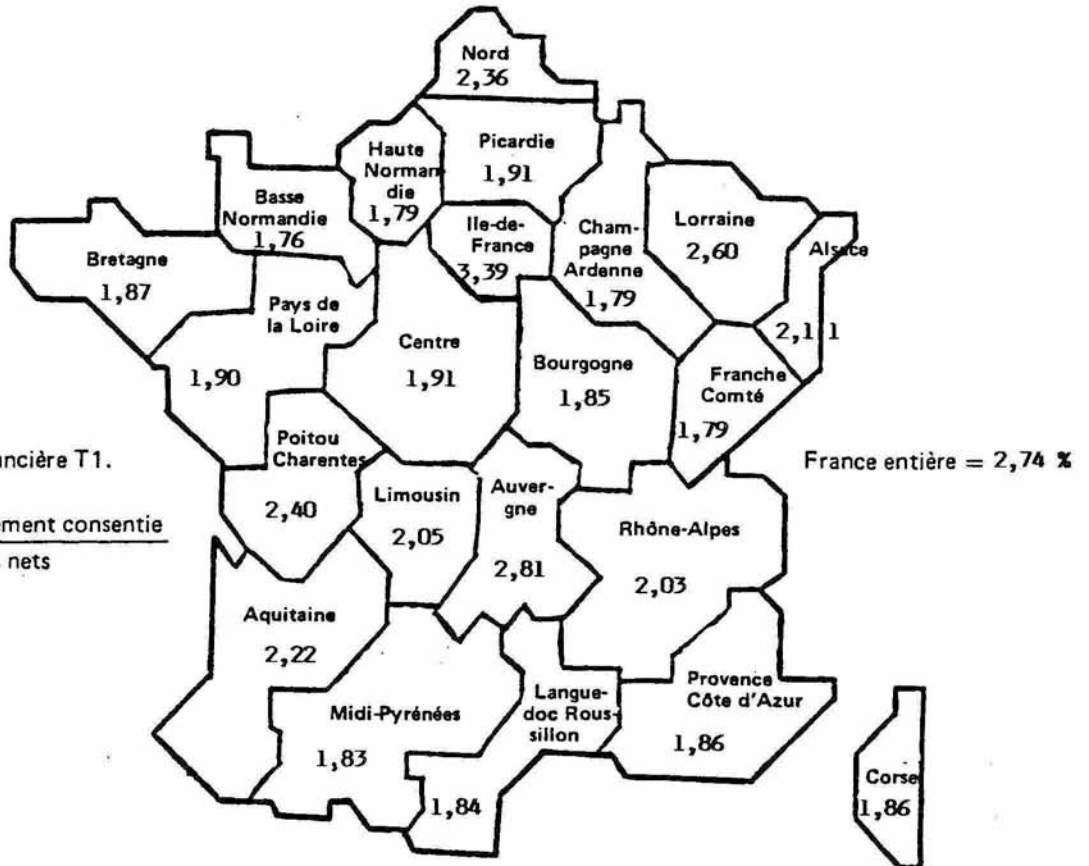 Nord
2,36
Picardie
1,91
Haute
Norman
die
1,79
Basse
Normandie
1,76
Ile-de-
France
3,39
Cham-
pagne
Ardenne
1,79
Lorraine
2,60
Alsace
2,11
Bretagne
1,87
Pays de
la Loire
1,90
Centre
1,91
Bourgogne
1,85
Franche
Comté
1,79
Poitou
Charentes
2,40
Limousin
2,05
Auver-
gne
2,81
Rhône-Alpes
2,03
ncière T1.
ement consentie
nets
France entière = 2,74 %
Aquitaine
2,22
Midi-Pyrénées
1,83
Langue-
doc Rous-
sillon
1,84
Provence
Côte d'Azur
1,86
Corse
1,86